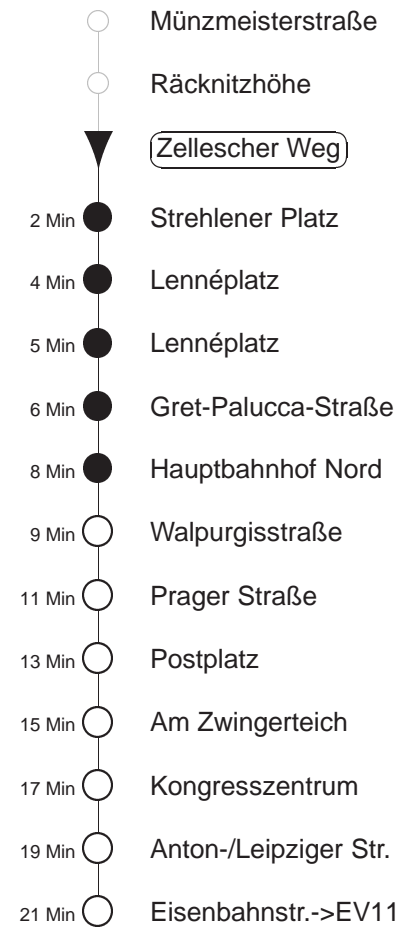 Münzmeisterstraße
Räcknitzhöhe
Zellescher Weg
2 Min Strehlener Platz
4 Min Lennéplatz
5 Min Lennéplatz
6 Min Gret-Palucca-Straße
8 Min Hauptbahnhof Nord
9 Min Walpurgisstraße
11 Min Prager Straße
13 Min Postplatz
15 Min Am Zwingerteich
17 Min Kongresszentrum
19 Min Anton-/Leipziger Str.
21 Min Eisenbahnstr.->EV11